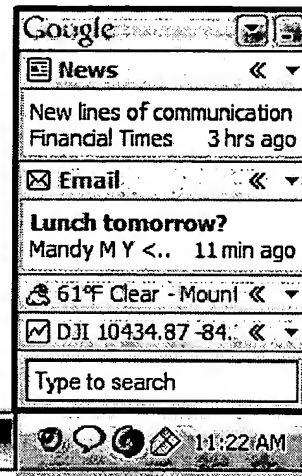 Google
News «
New lines of communication
Financial Times 3 hrs ago
Email «
Lunch tomorrow?
Mandy M Y <.. 11 min ago
61°F Clear - Mount «
DJI 10434.87 -84. «
Type to search
11:22 AM